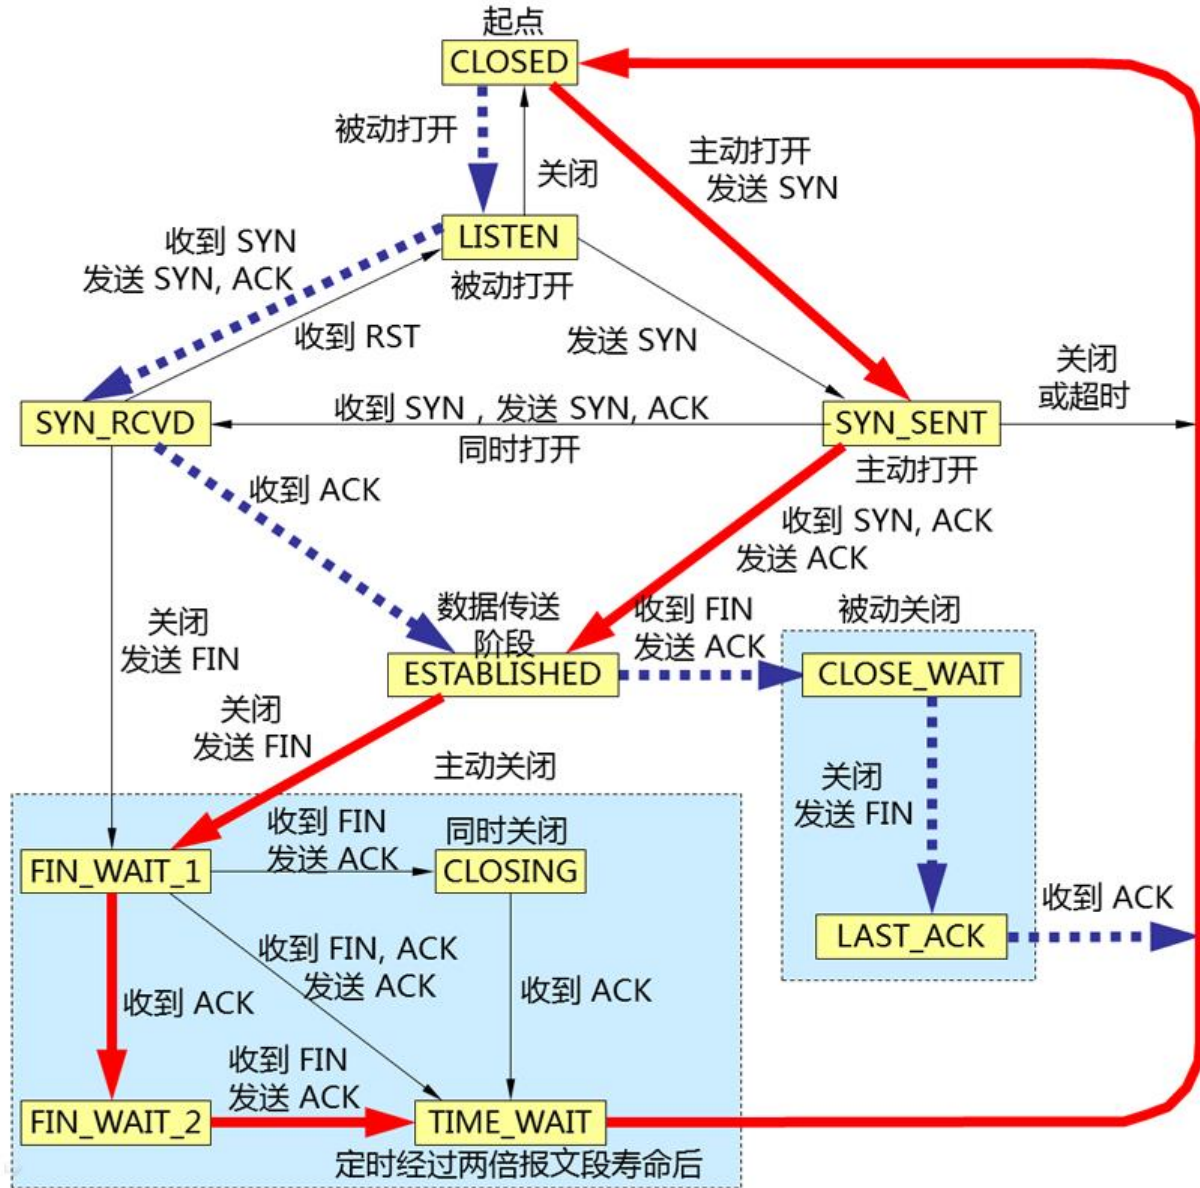 起点
CLOSED
被动打开
关闭
主动打开
发送 SYN
收到 SYN
发送 SYN, ACK
LISTEN
被动打开
收到 RST
发送 SYN
关闭
或超时
SYN_RCVD
收到 SYN , 发送 SYN, ACK
同时打开
SYN_SENT
主动打开
收到 ACK
收到 SYN, ACK
发送 ACK
数据传送
阶段
ESTABLISHED
收到 FIN
发送 ACK
被动关闭
CLOSE_WAIT
关闭
发送 FIN
关闭
发送 FIN
主动关闭
关闭
发送 FIN
FIN_WAIT_1
收到 FIN
发送 ACK
同时关闭
CLOSING
LAST_ACK
收到 ACK
收到 FIN, ACK
发送 ACK
收到 ACK
收到 ACK
收到 FIN
发送 ACK
FIN_WAIT_2
TIME_WAIT
定时经过两倍报文段寿命后